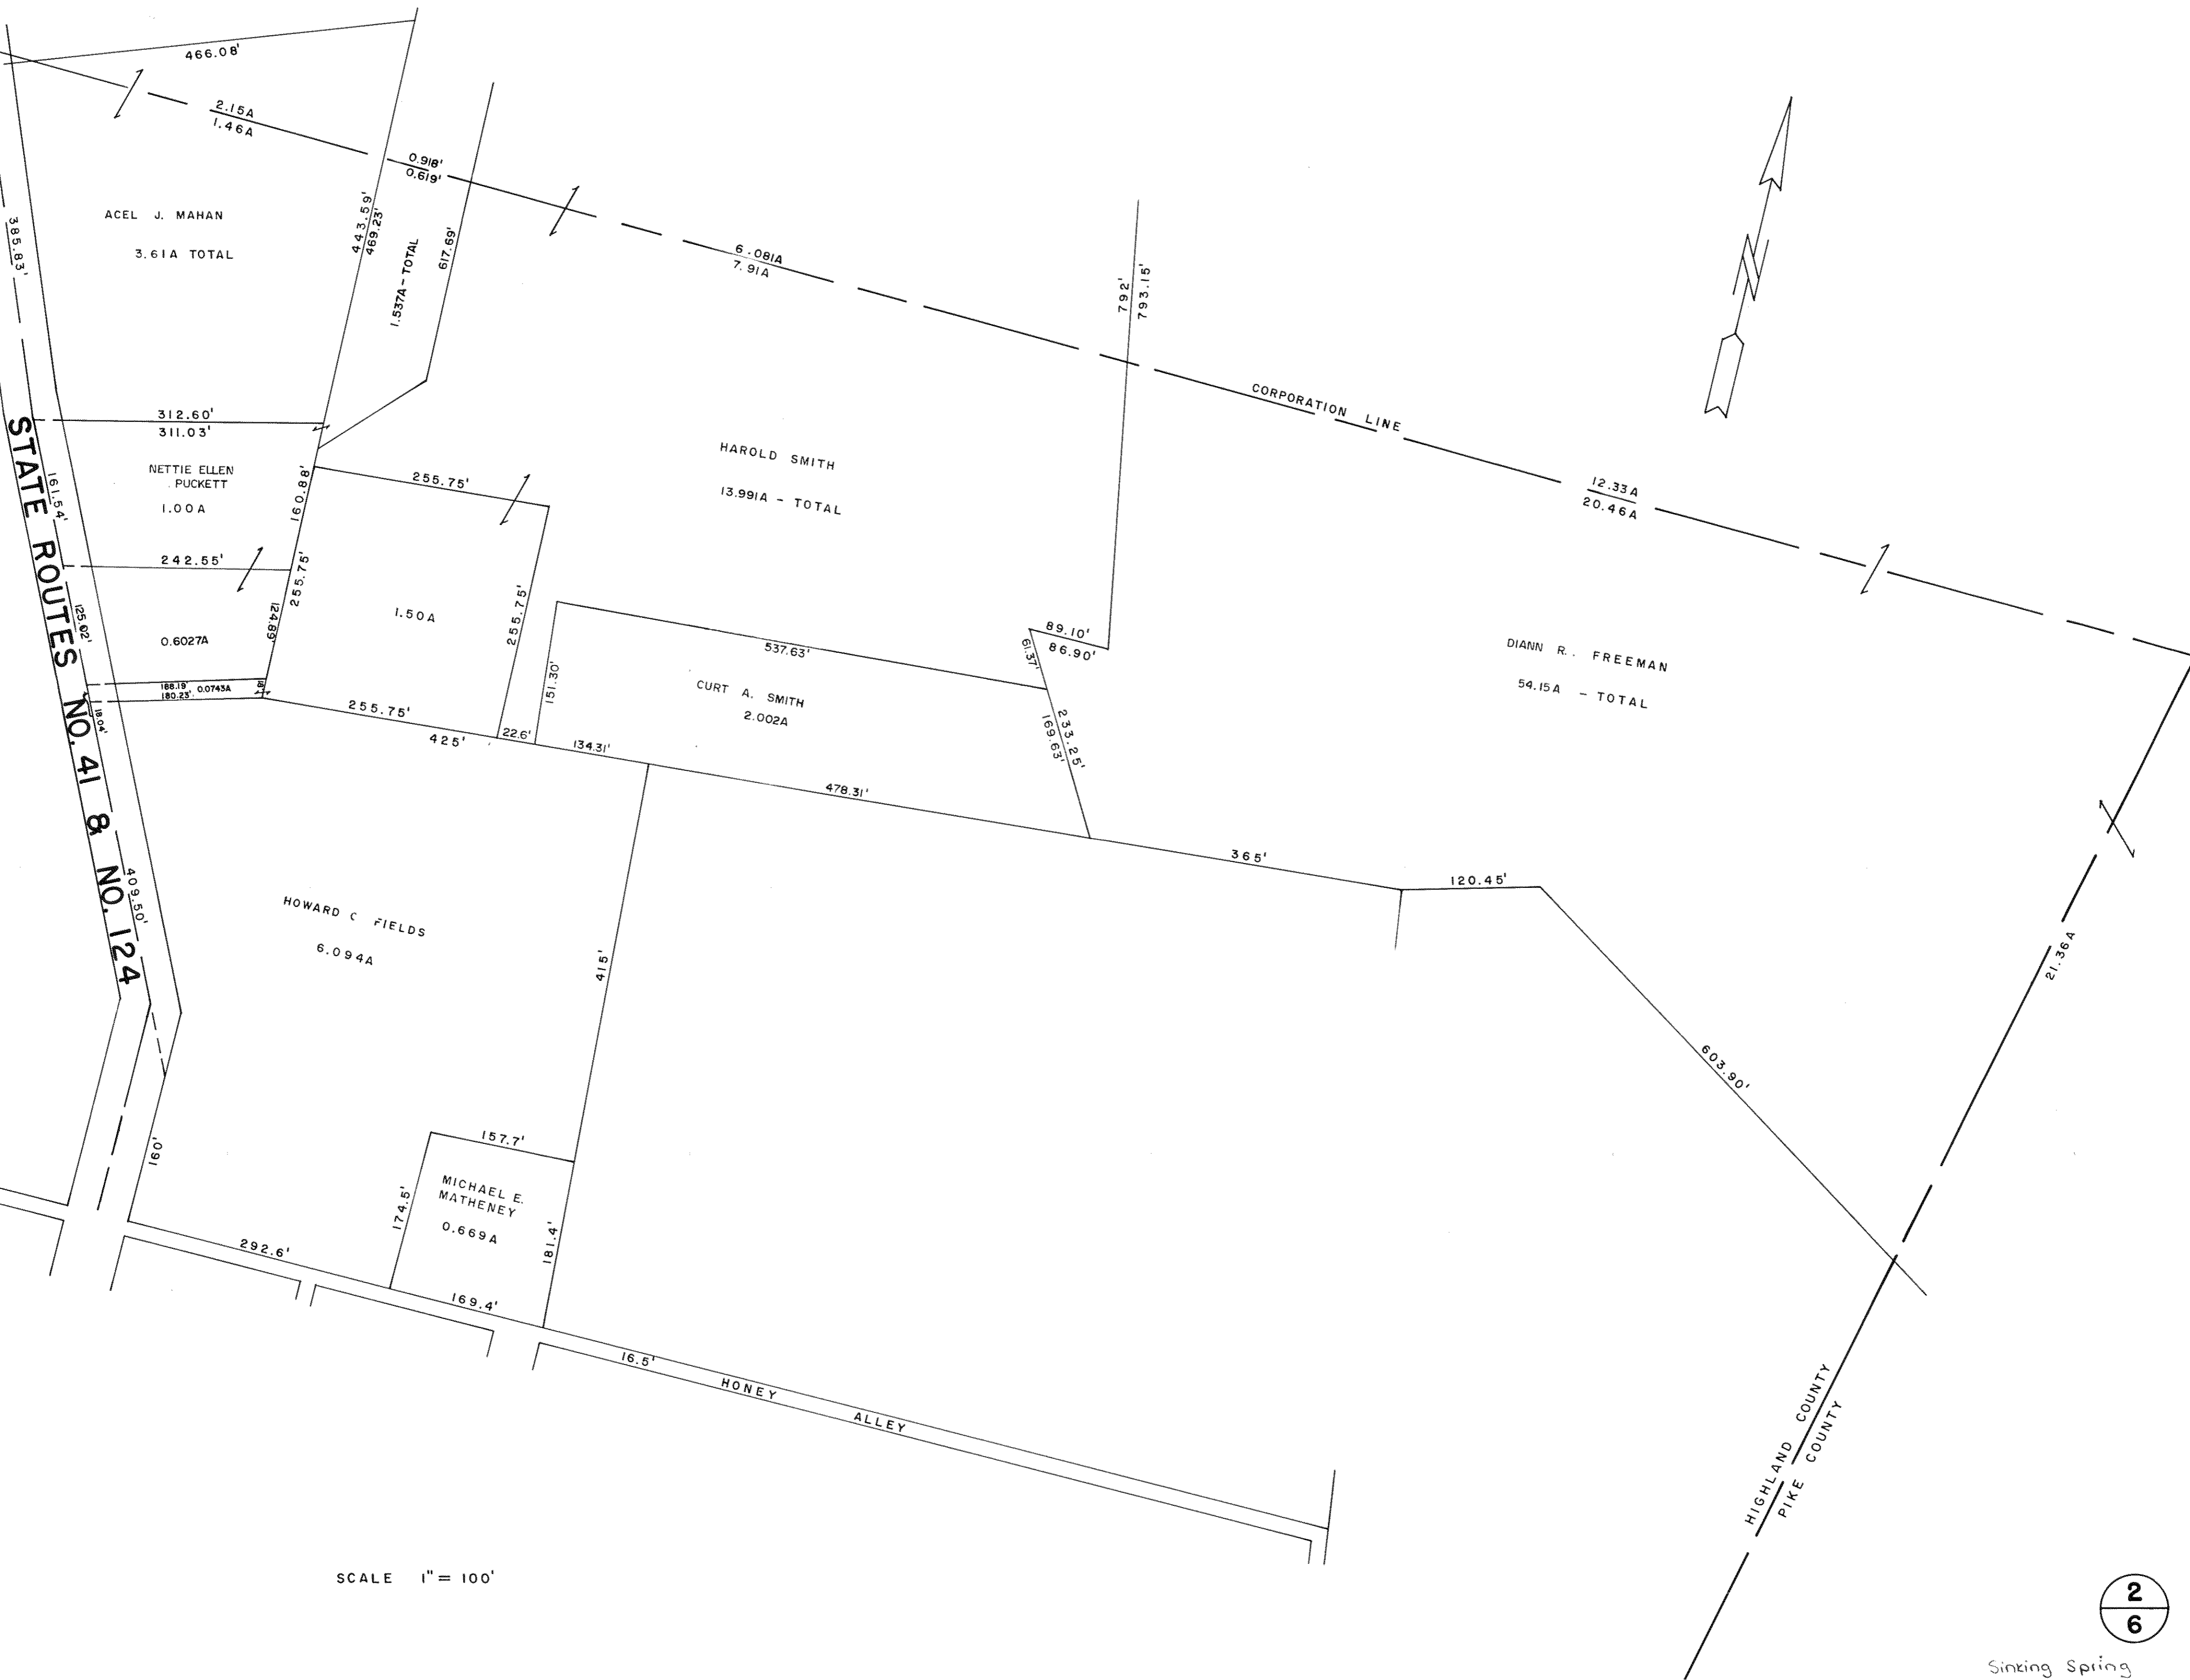 466.08'
2.15A
1.46A
0.918'
0.619'
ACEL J. MAHAN
3.61A TOTAL
385.83'
443.59'
469.23'
1.537A-TOTAL
617.69'
6.081A
7.91A
792'
793.15'
CORPORATION LINE
12.33A
20.46A
312.60'
311.03'
NETTIE ELLEN
PUCKETT
1.00A
161.54'
160.88'
242.55'
255.75'
HAROLD SMITH
13.991A - TOTAL
255.75'
1.50A
255.75'
125.02'
124.89'
0.6027A
188.19' 0.0743A
180.23'
18'
18.04'
255.75'
425'
22.6'
134.31'
151.30'
537.63'
CURT A. SMITH
2.002A
89.10'
86.90'
61.37'
233.25'
169.63'
478.31'
DIANN R. FREEMAN
54.15A - TOTAL
365'
120.45'
603.90'
21.36A
STATE ROUTES NO. 41 & NO. 124
409.50'
HOWARD C FIELDS
6.094A
415'
160'
157.7'
MICHAEL E.
MATHENEY
0.669A
174.5'
181.4'
292.6'
169.4'
16.5'
HONEY ALLEY
HIGHLAND COUNTY
PIKE COUNTY
SCALE 1" = 100'
2
6
Sinking Spring